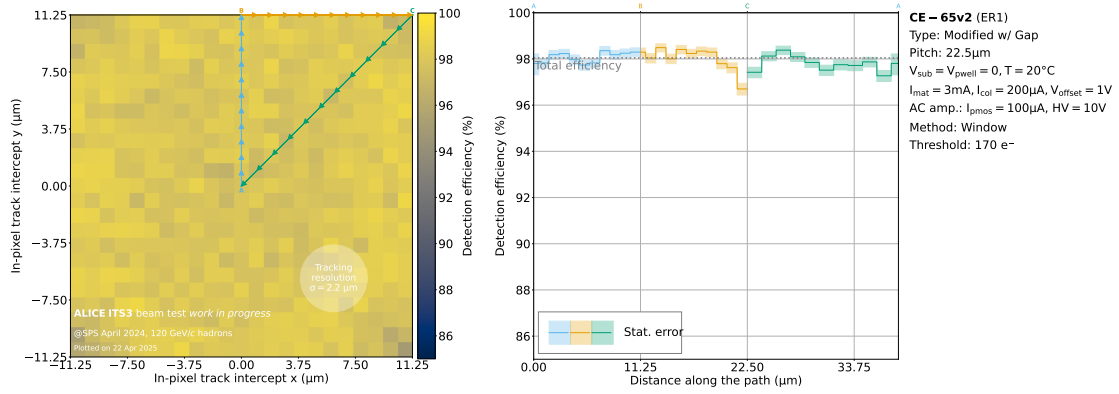 B
C
11.25
7.50
3.75
0.00
−3.75
−7.50
−11.25
In-pixel track intercept y (μm)
Tracking
resolution
σ = 2.2 μm
ALICE ITS3 beam test work in progress
@SPS April 2024, 120 GeV/c hadrons
Plotted on 22 Apr 2025
−11.25 −7.50 −3.75 0.00 3.75 7.50 11.25
In-pixel track intercept x (μm)
100
98
96
94
92
90
88
86
Detection efficiency (%)
A B C A
100
98
96
94
92
90
88
86
Detection efficiency (%)
Total efficiency
Stat. error
0.00 11.25 22.50 33.75
Distance along the path (μm)
CE−65v2 (ER1)
Type: Modified w/ Gap
Pitch: 22.5μm
Vsub = Vpwell = 0, T = 20°C
Imat = 3mA, Icol = 200μA, Voffset = 1V
AC amp.: Ipmos = 100μA, HV = 10V
Method: Window
Threshold: 170 e⁻